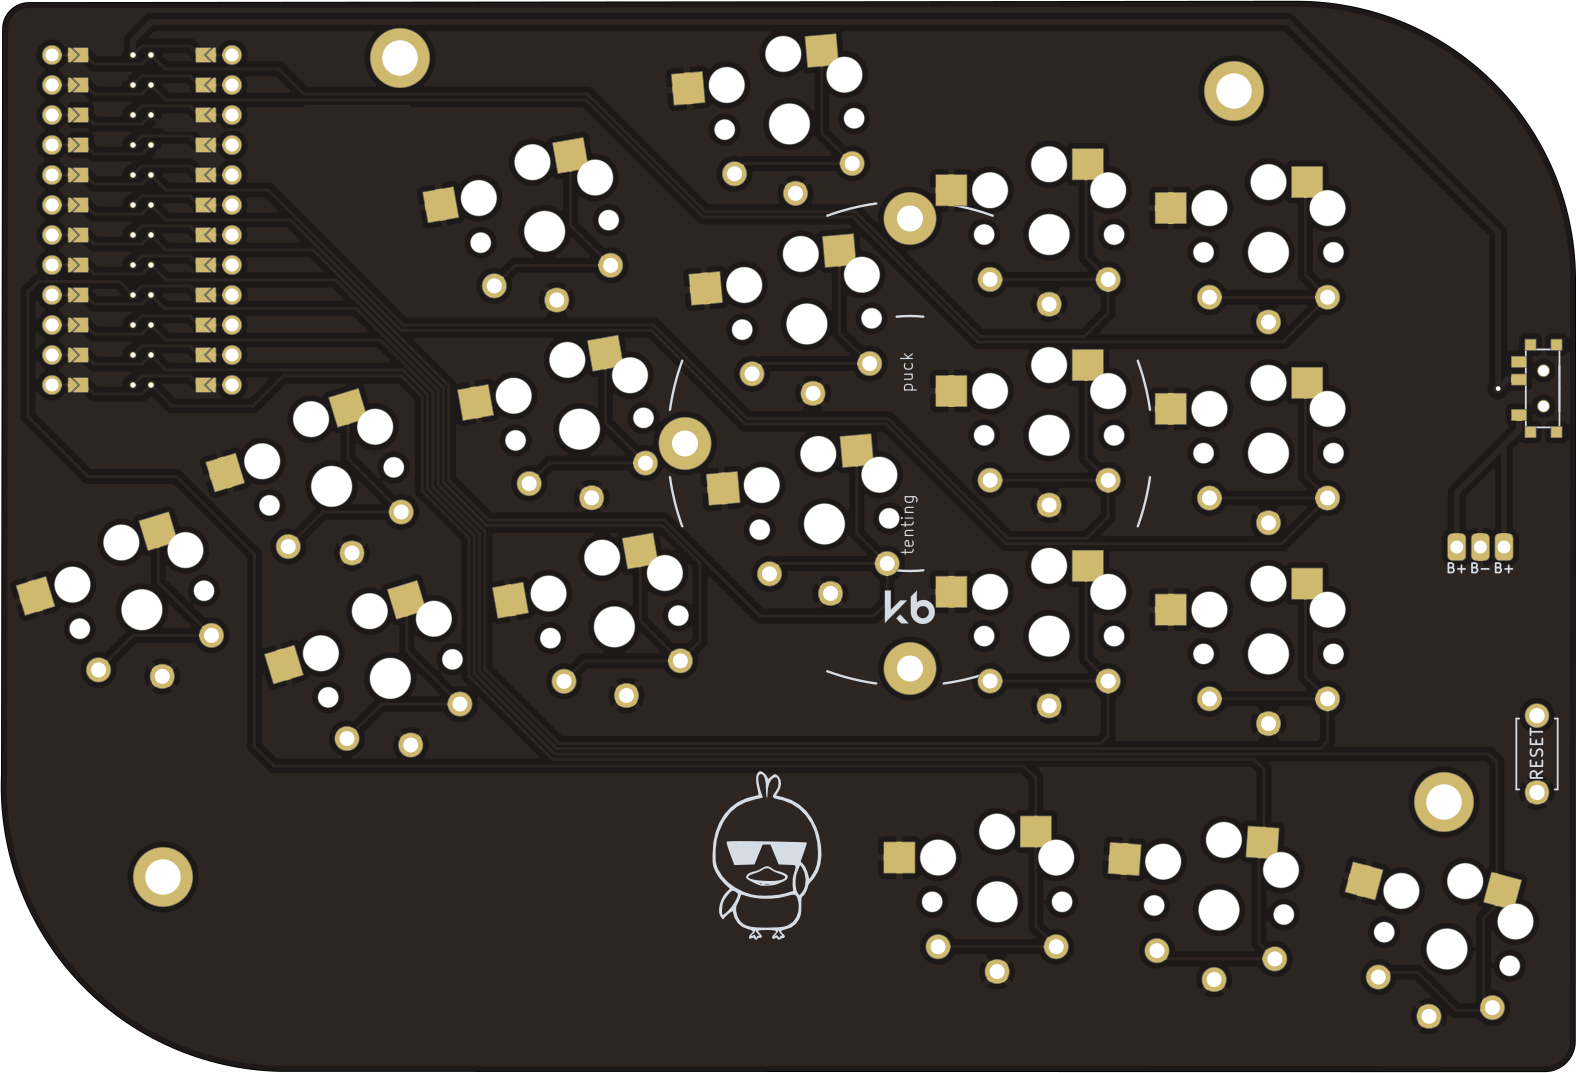 puck
tenting
kb
B+ B- B+
RESET